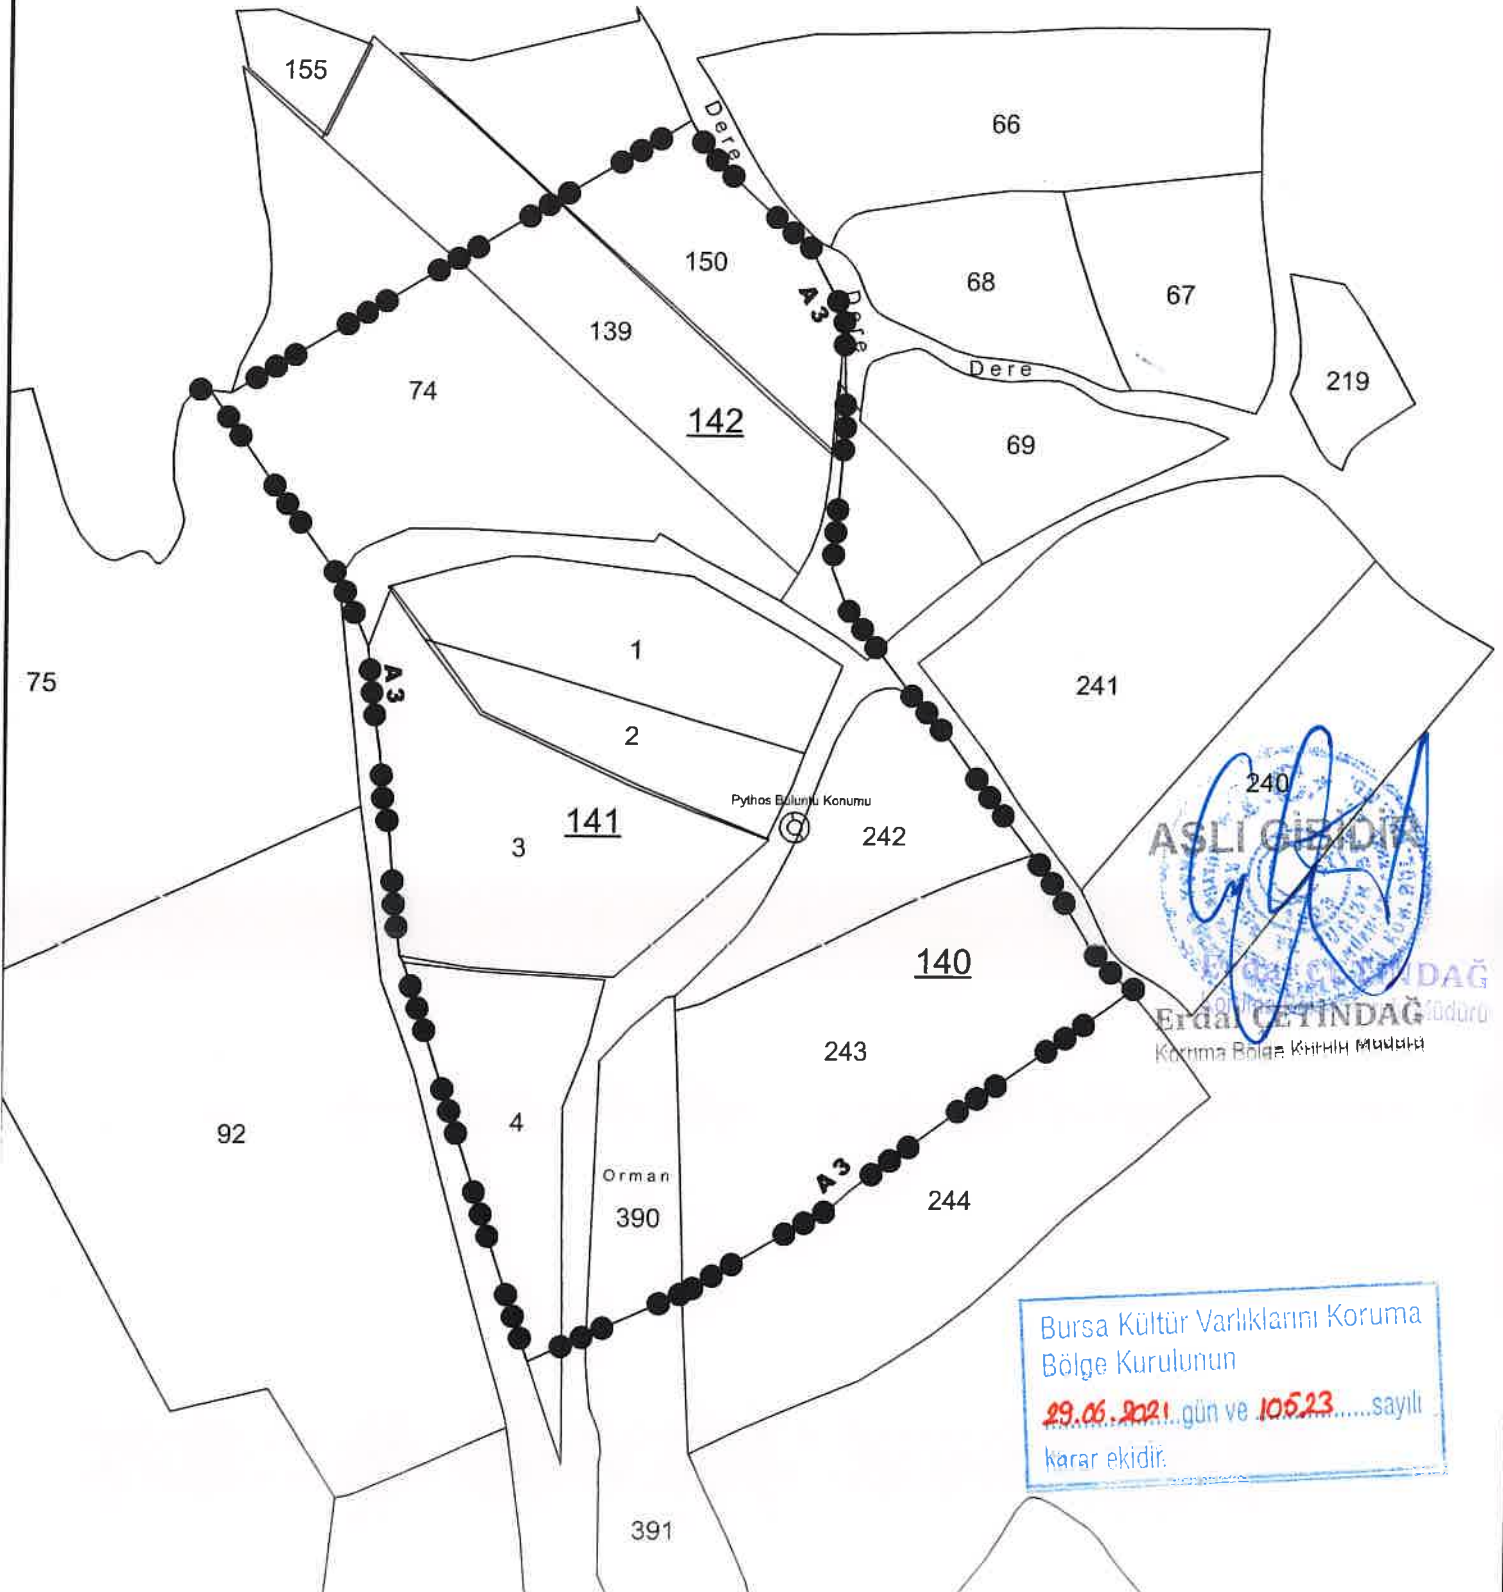 155
Dere
66
150
68
67
A3
Dere
139
Dere
219
74
142
69
1
75
A3
241
2
240
Pythos Buluntu Konumu
141
3
242
ASLI GİBİDİR
140
Erdal ÇETİNDAĞ
Koruma Bölge Kurulu Müdürü
243
4
92
A3
Orman
390
244
Bursa Kültür Varlıklarını Koruma
Bölge Kurulunun
29.06.2021 gün ve 10523 sayılı
karar ekidir.
391